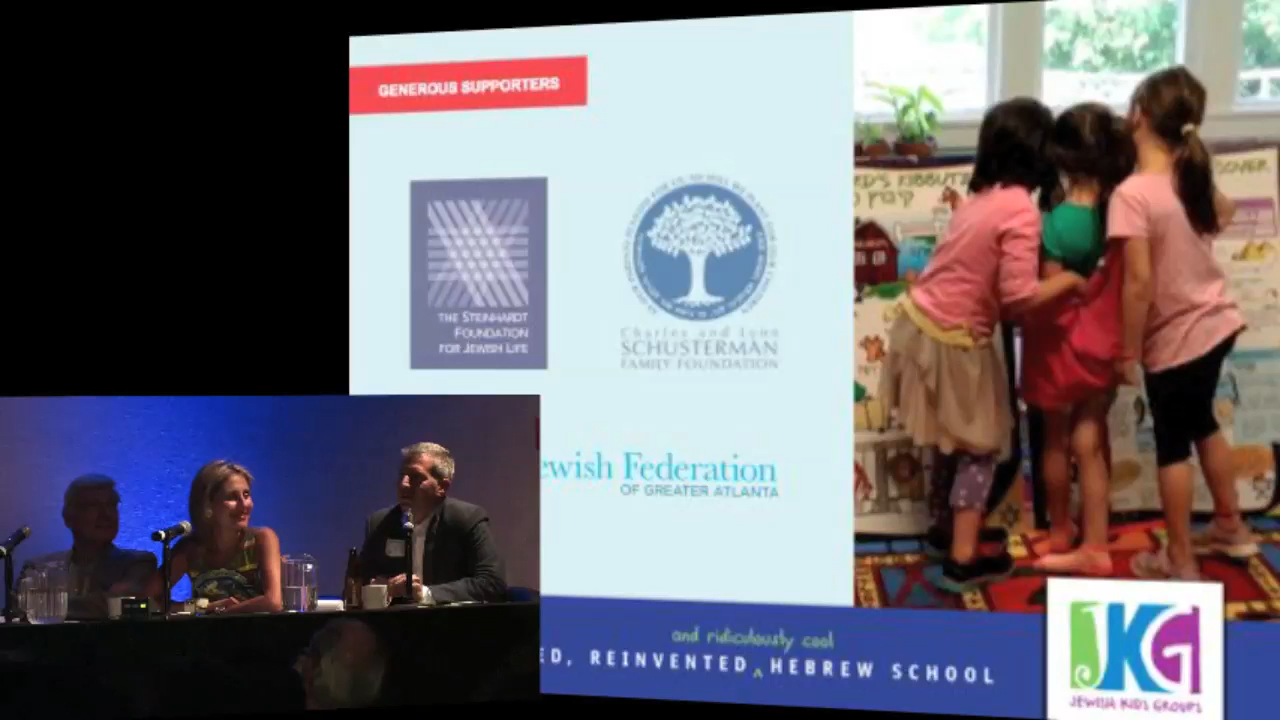 GENEROUS SUPPORTERS
THE STEINHARDT
FOUNDATION
FOR JEWISH LIFE
Charles and Lynn
SCHUSTERMAN
FAMILY FOUNDATION
ewish Federation
OF GREATER ATLANTA
and ridiculously cool
ED, REINVENTED HEBREW SCHOOL
JKG
JEWISH KIDS GROUPS